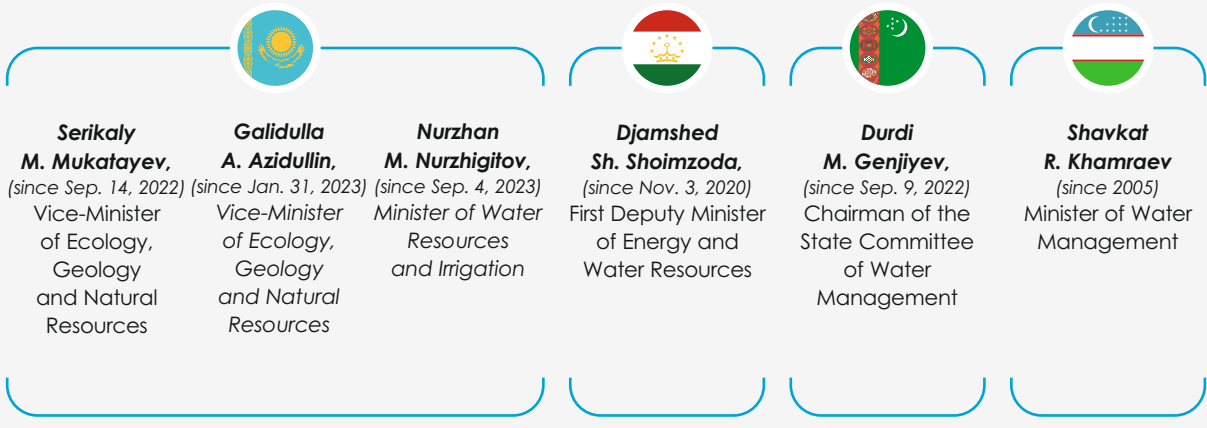 Serikaly
M. Mukatayev,
(since Sep. 14, 2022)
Vice-Minister
of Ecology,
Geology
and Natural
Resources
Galidulla
A. Azidullin,
(since Jan. 31, 2023)
Vice-Minister
of Ecology,
Geology
and Natural
Resources
Nurzhan
M. Nurzhigitov,
(since Sep. 4, 2023)
Minister of Water
Resources
and Irrigation
Djamshed
Sh. Shoimzoda,
(since Nov. 3, 2020)
First Deputy Minister
of Energy and
Water Resources
Durdi
M. Genjiyev,
(since Sep. 9, 2022)
Chairman of the
State Committee
of Water
Management
Shavkat
R. Khamraev
(since 2005)
Minister of Water
Management